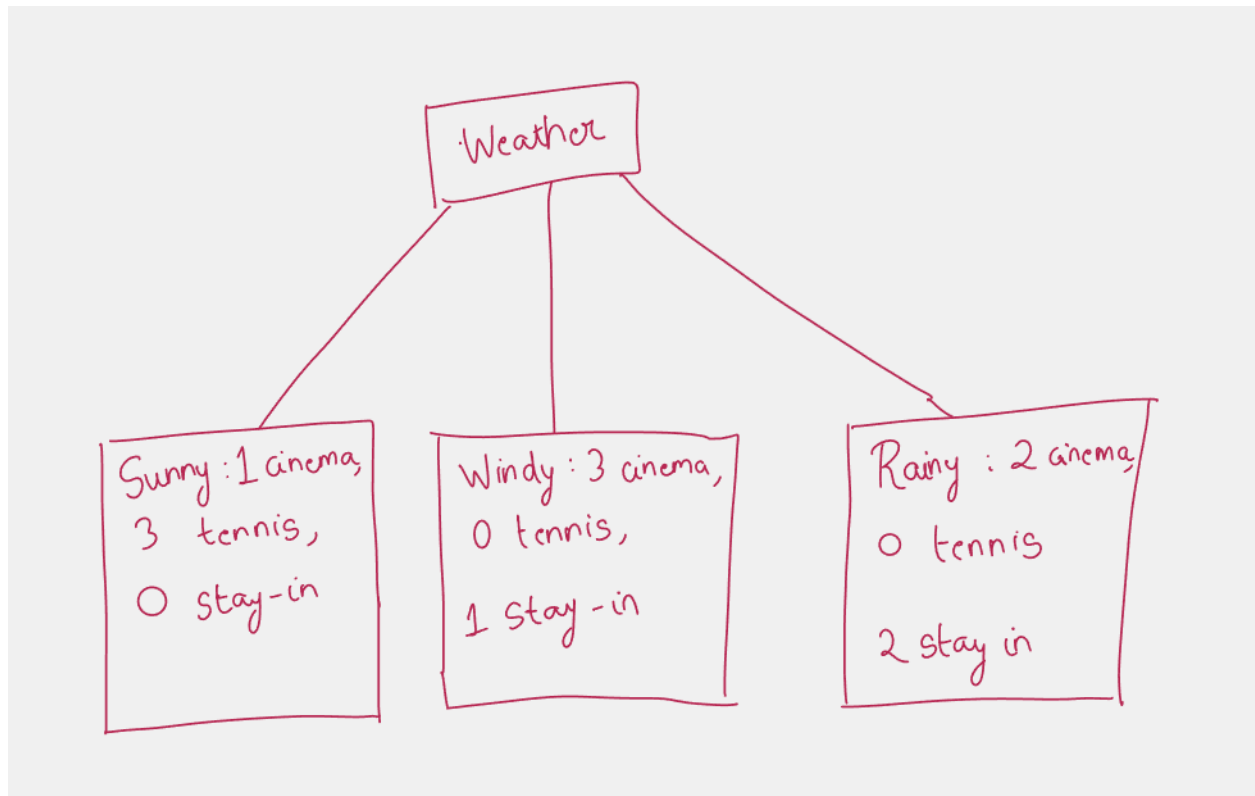 Weather
Sunny : 1 cinema,
3 tennis,
0 stay-in
Windy : 3 cinema,
0 tennis,
1 stay-in
Rainy : 2 cinema,
0 tennis
2 stay in